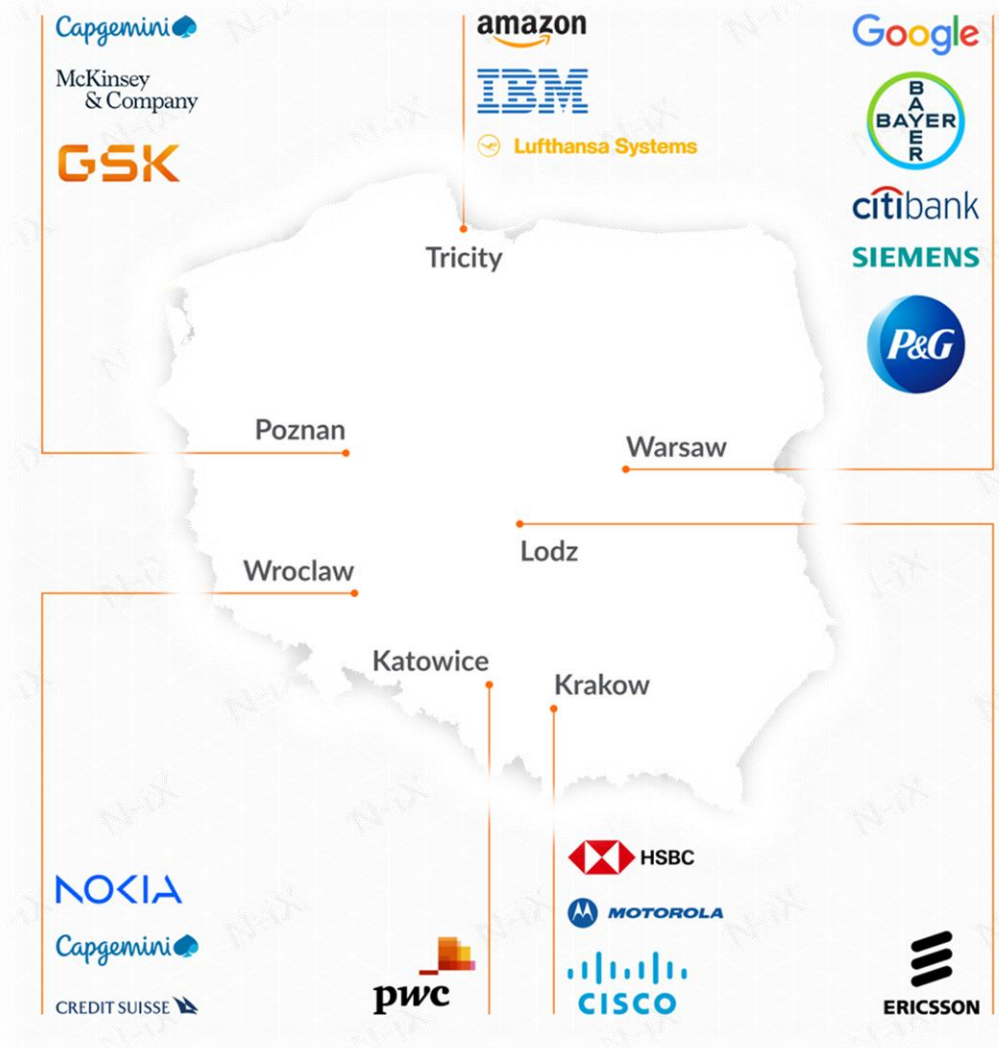 Capgemini
McKinsey
& Company
GSK
amazon
IBM
Lufthansa Systems
Google
BAYER
BAYER
citibank
SIEMENS
P&G
Tricity
Poznan
Warsaw
Lodz
Wroclaw
Katowice
Krakow
NOKIA
Capgemini
CREDIT SUISSE
pwc
HSBC
MOTOROLA
CISCO
ERICSSON
N-iX